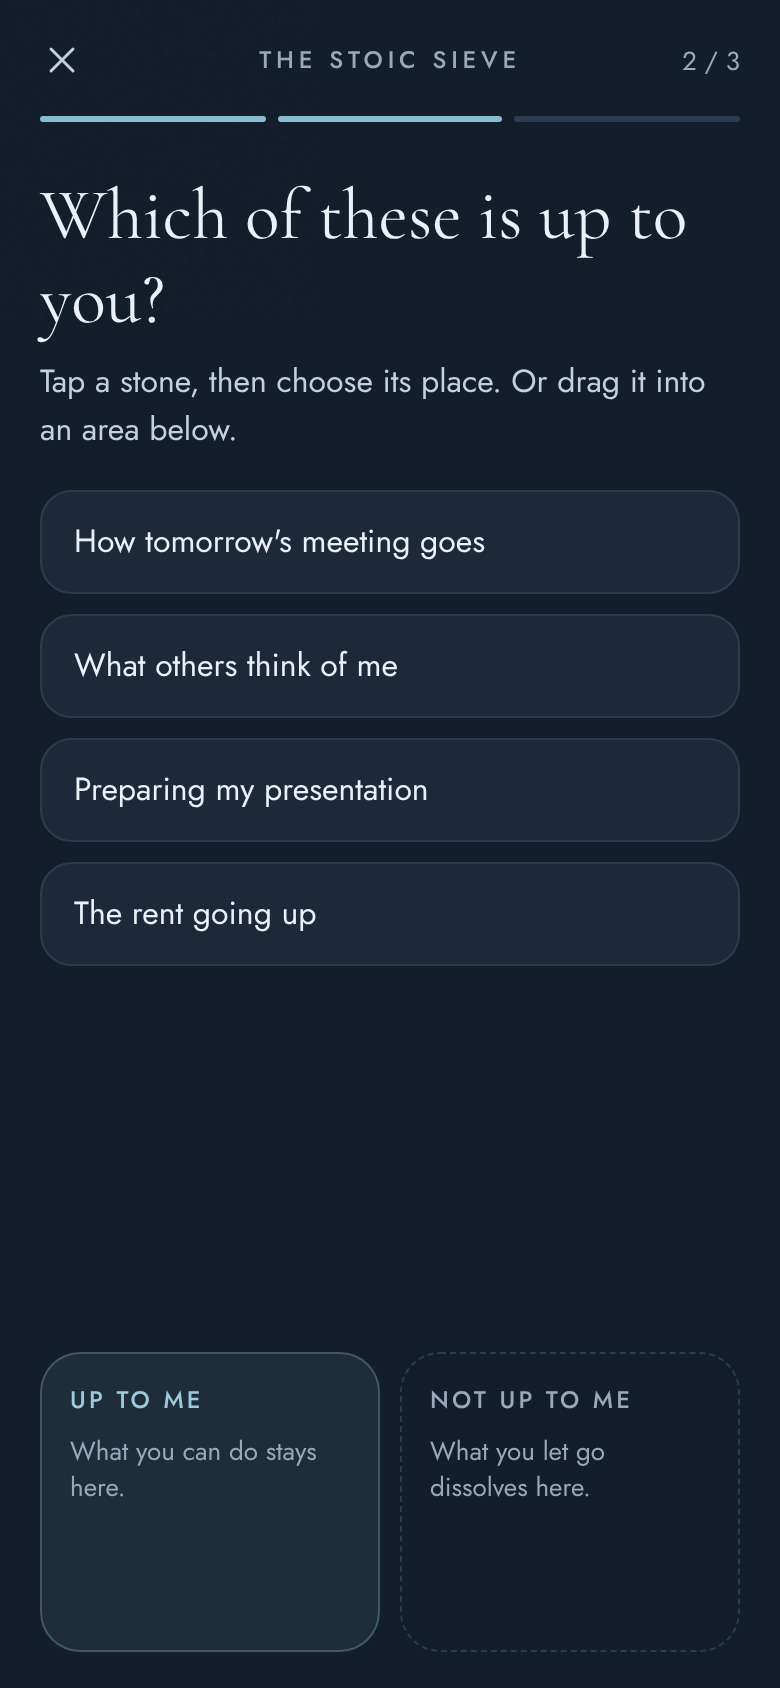 THE STOIC SIEVE
2 / 3
Which of these is up to
you?
Tap a stone, then choose its place. Or drag it into
an area below.
How tomorrow's meeting goes
What others think of me
Preparing my presentation
The rent going up
UP TO ME
What you can do stays
here.
NOT UP TO ME
What you let go
dissolves here.